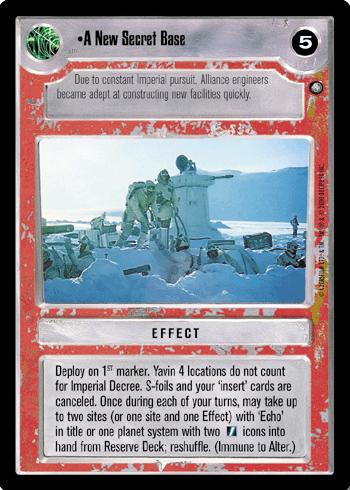 •A New Secret Base
5
Due to constant Imperial pursuit, Alliance engineers
became adept at constructing new facilities quickly.
EFFECT
Deploy on 1ST marker. Yavin 4 locations do not count
for Imperial Decree. S-foils and your 'insert' cards are
canceled. Once during each of your turns, may take up
to two sites (or one site and one Effect) with 'Echo'
in title or one planet system with two icons into
hand from Reserve Deck; reshuffle. (Immune to Alter.)